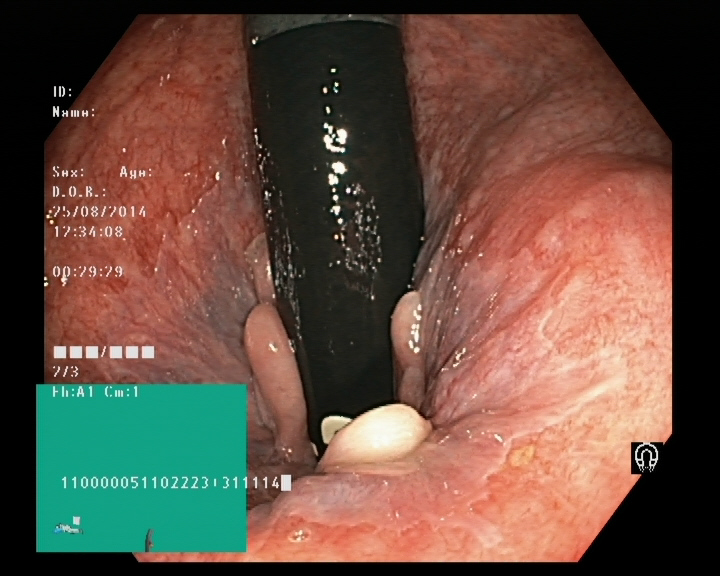 ID:
Name:
Sex: Age:
D.O.B.:
25/08/2014
12:34:08
00:29:29
■■■/■■■
2/3
Eh:A1 Cm:1
110000051102223+311114